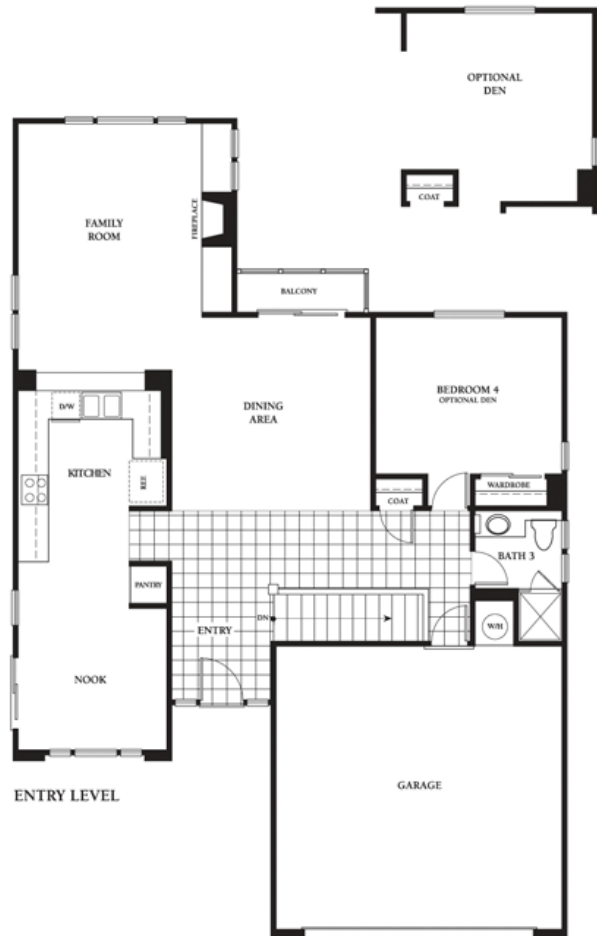 OPTIONAL
DEN
COAT
FAMILY
ROOM
FIREPLACE
BALCONY
DINING
AREA
BEDROOM 4
OPTIONAL DEN
D/W
KITCHEN
REF.
WARDROBE
COAT
BATH 3
PANTRY
DN
ENTRY
W/H
NOOK
GARAGE
ENTRY LEVEL